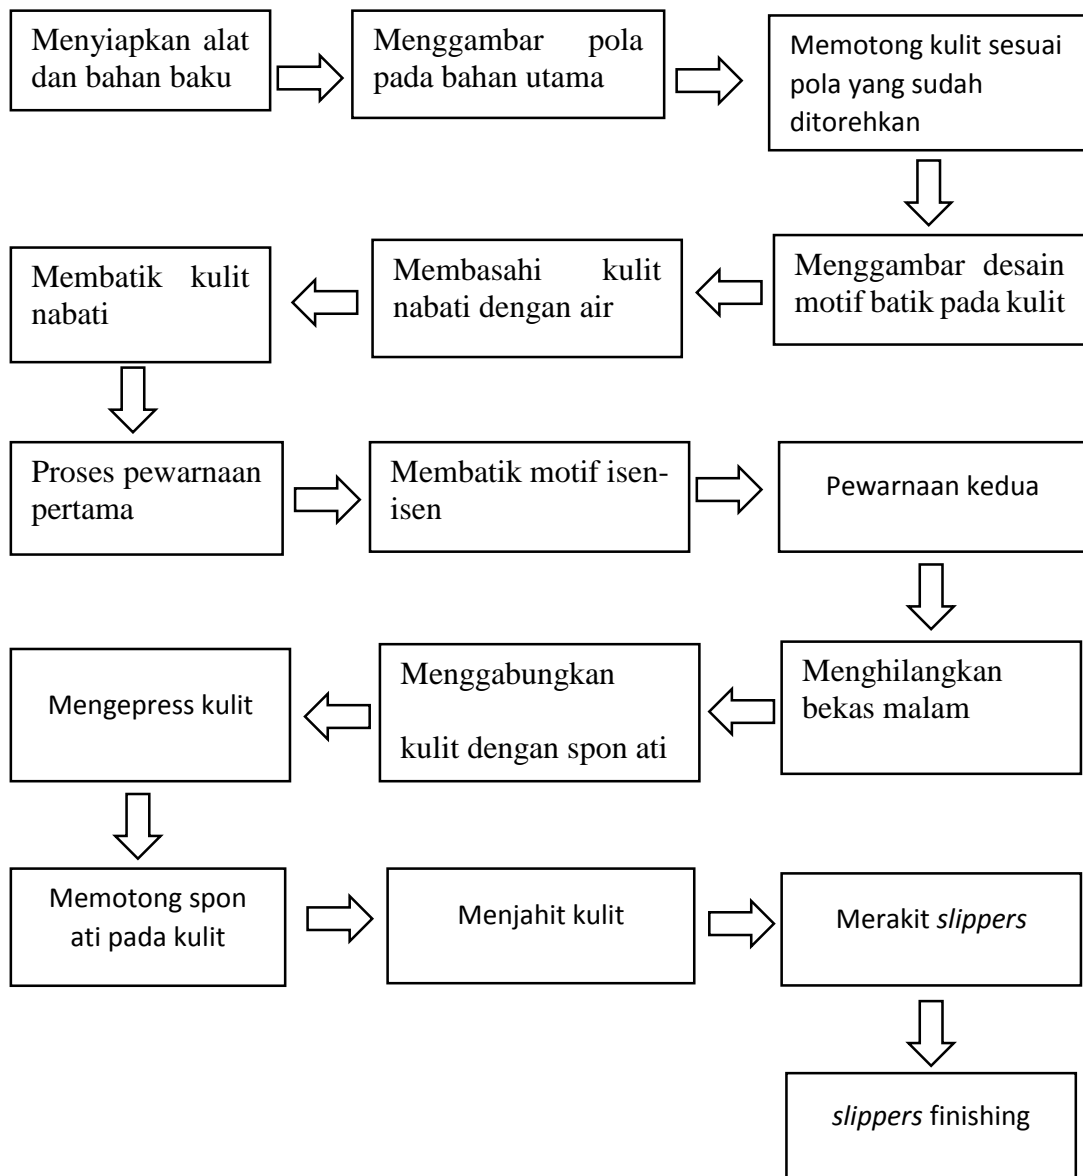 Menyiapkan alat
dan bahan baku
Menggambar pola
pada bahan utama
Memotong kulit sesuai
pola yang sudah
ditorehkan
Menggambar desain
motif batik pada kulit
Membasahi kulit
nabati dengan air
Membatik kulit
nabati
Proses pewarnaan
pertama
Membatik motif isen-
isen
Pewarnaan kedua
Menghilangkan
bekas malam
Menggabungkan
kulit dengan spon ati
Mengepress kulit
Memotong spon
ati pada kulit
Menjahit kulit
Merakit slippers
slippers finishing